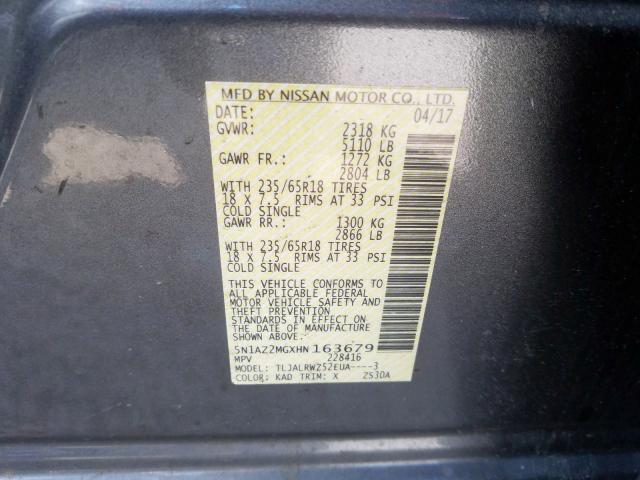 MFD BY NISSAN MOTOR CO., LTD.
DATE: 04/17
GVWR: 2318 KG
5110 LB
GAWR FR.: 1272 KG
2804 LB
WITH 235/65R18 TIRES
18 X 7.5 RIMS AT 33 PSI
COLD SINGLE
GAWR RR.: 1300 KG
2866 LB
WITH 235/65R18 TIRES
18 X 7.5 RIMS AT 33 PSI
COLD SINGLE
THIS VEHICLE CONFORMS TO
ALL APPLICABLE FEDERAL
MOTOR VEHICLE SAFETY AND
THEFT PREVENTION
STANDARDS IN EFFECT ON
THE DATE OF MANUFACTURE
SHOWN ABOVE.
5N1AZ2MGXHN 163679
MPV 228416
MODEL: TLJALRWZ52EUA----3
COLOR: KAD TRIM: X ZS30A